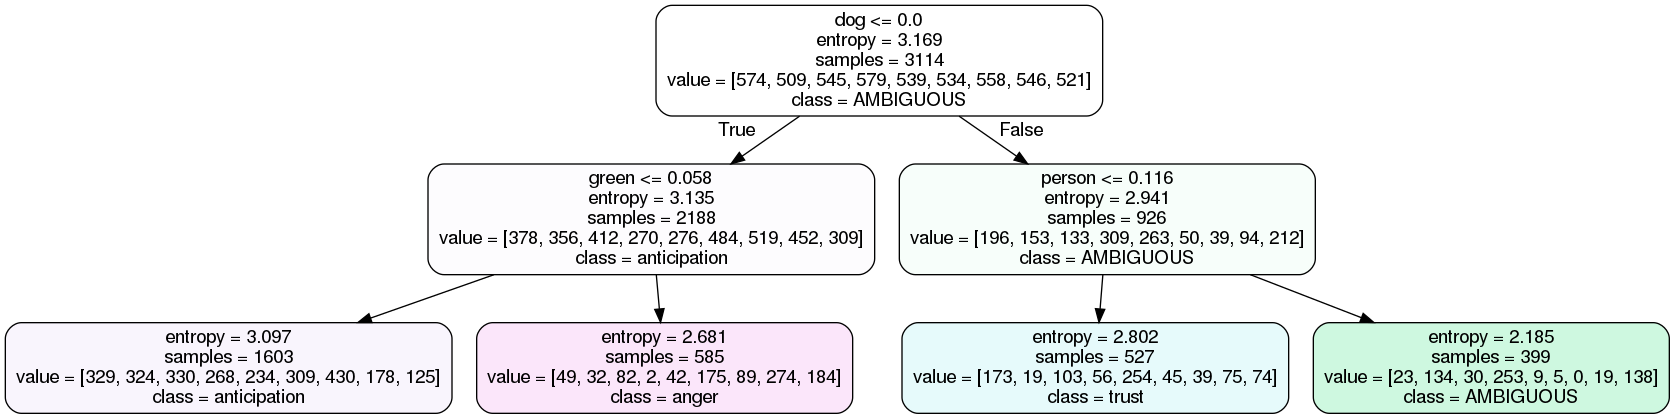 dog <= 0.0
entropy = 3.169
samples = 3114
value = [574, 509, 545, 579, 539, 534, 558, 546, 521]
class = AMBIGUOUS
True
False
green <= 0.058
entropy = 3.135
samples = 2188
value = [378, 356, 412, 270, 276, 484, 519, 452, 309]
class = anticipation
person <= 0.116
entropy = 2.941
samples = 926
value = [196, 153, 133, 309, 263, 50, 39, 94, 212]
class = AMBIGUOUS
entropy = 3.097
samples = 1603
value = [329, 324, 330, 268, 234, 309, 430, 178, 125]
class = anticipation
entropy = 2.681
samples = 585
value = [49, 32, 82, 2, 42, 175, 89, 274, 184]
class = anger
entropy = 2.802
samples = 527
value = [173, 19, 103, 56, 254, 45, 39, 75, 74]
class = trust
entropy = 2.185
samples = 399
value = [23, 134, 30, 253, 9, 5, 0, 19, 138]
class = AMBIGUOUS